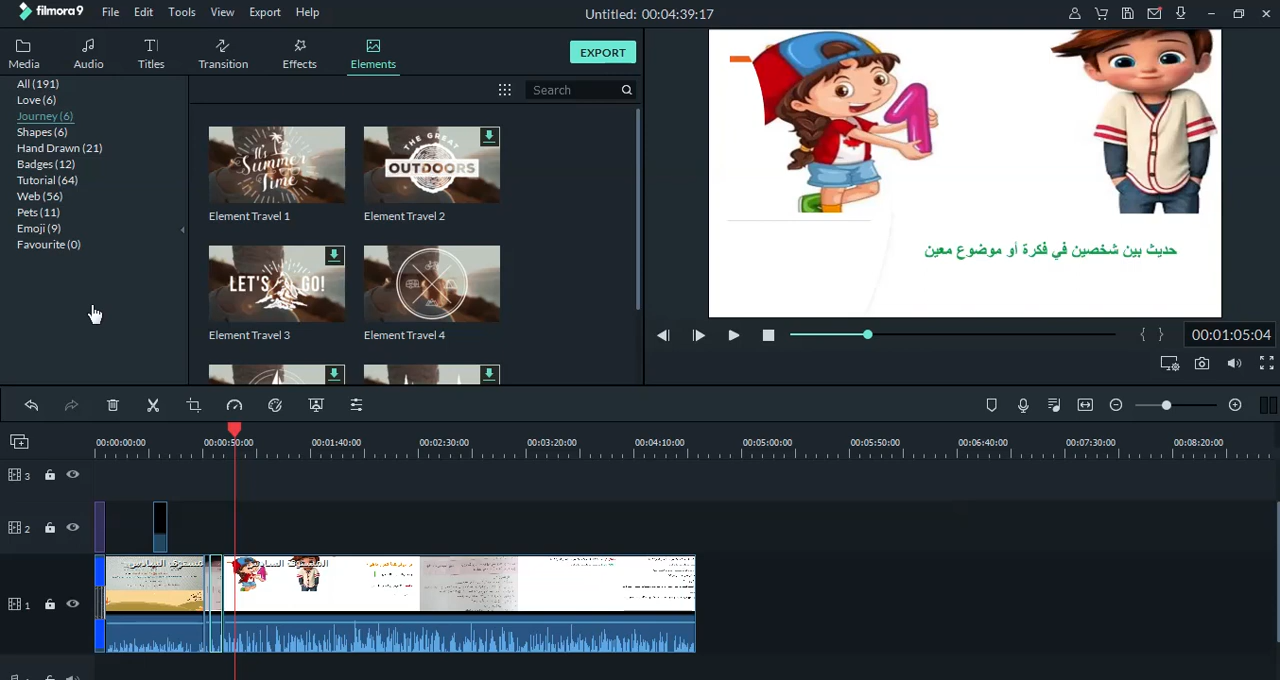 filmora9 File Edit Tools View Export Help Untitled: 00:04:39:17
Media Audio Titles Transition Effects Elements EXPORT
All (191)
Love (6)
Journey (6)
Shapes (6)
Hand Drawn (21)
Badges (12)
Tutorial (64)
Web (56)
Pets (11)
Emoji (9)
Favourite (0)
Search
It's Summer Time
THE GREAT OUTDOORS
Element Travel 1 Element Travel 2
LET'S GO!
Element Travel 3 Element Travel 4
1
حديث بين شخصين في فكرة أو موضوع معين
{ } 00:01:05:04
00:00:00:00 00:00:50:00 00:01:40:00 00:02:30:00 00:03:20:00 00:04:10:00 00:05:00:00 00:05:50:00 00:06:40:00 00:07:30:00 00:08:20:00
3
2
1